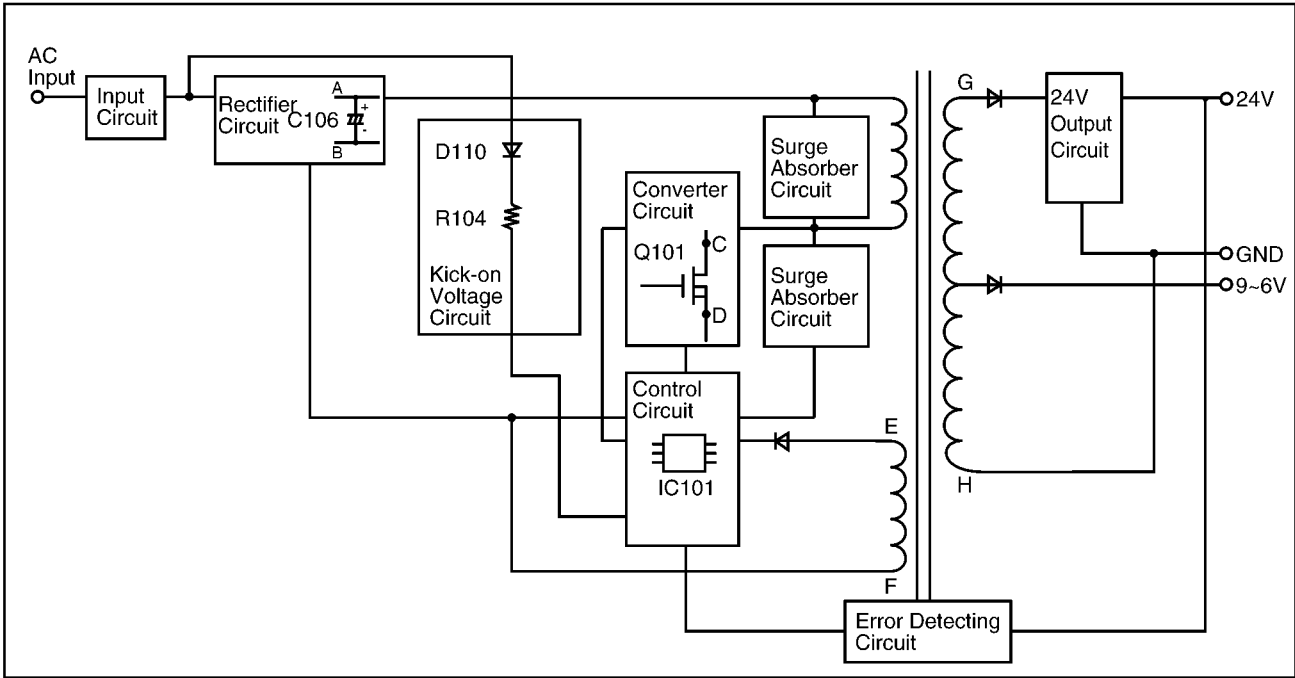 AC
Input
Input
Circuit
Rectifier
Circuit
C106
A
+
-
B
D110
R104
Kick-on
Voltage
Circuit
Converter
Circuit
Q101
C
D
Surge
Absorber
Circuit
Surge
Absorber
Circuit
Control
Circuit
IC101
E
F
G
H
24V
Output
Circuit
24V
GND
9~6V
Error Detecting
Circuit